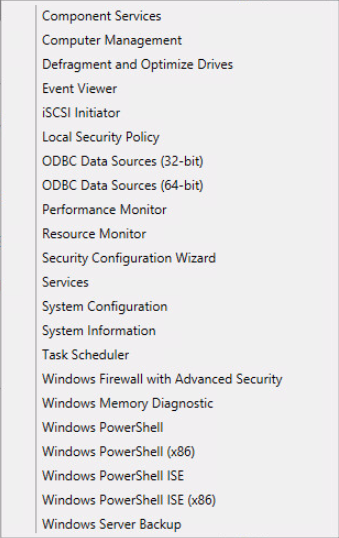 Component Services
Computer Management
Defragment and Optimize Drives
Event Viewer
iSCSI Initiator
Local Security Policy
ODBC Data Sources (32-bit)
ODBC Data Sources (64-bit)
Performance Monitor
Resource Monitor
Security Configuration Wizard
Services
System Configuration
System Information
Task Scheduler
Windows Firewall with Advanced Security
Windows Memory Diagnostic
Windows PowerShell
Windows PowerShell (x86)
Windows PowerShell ISE
Windows PowerShell ISE (x86)
Windows Server Backup